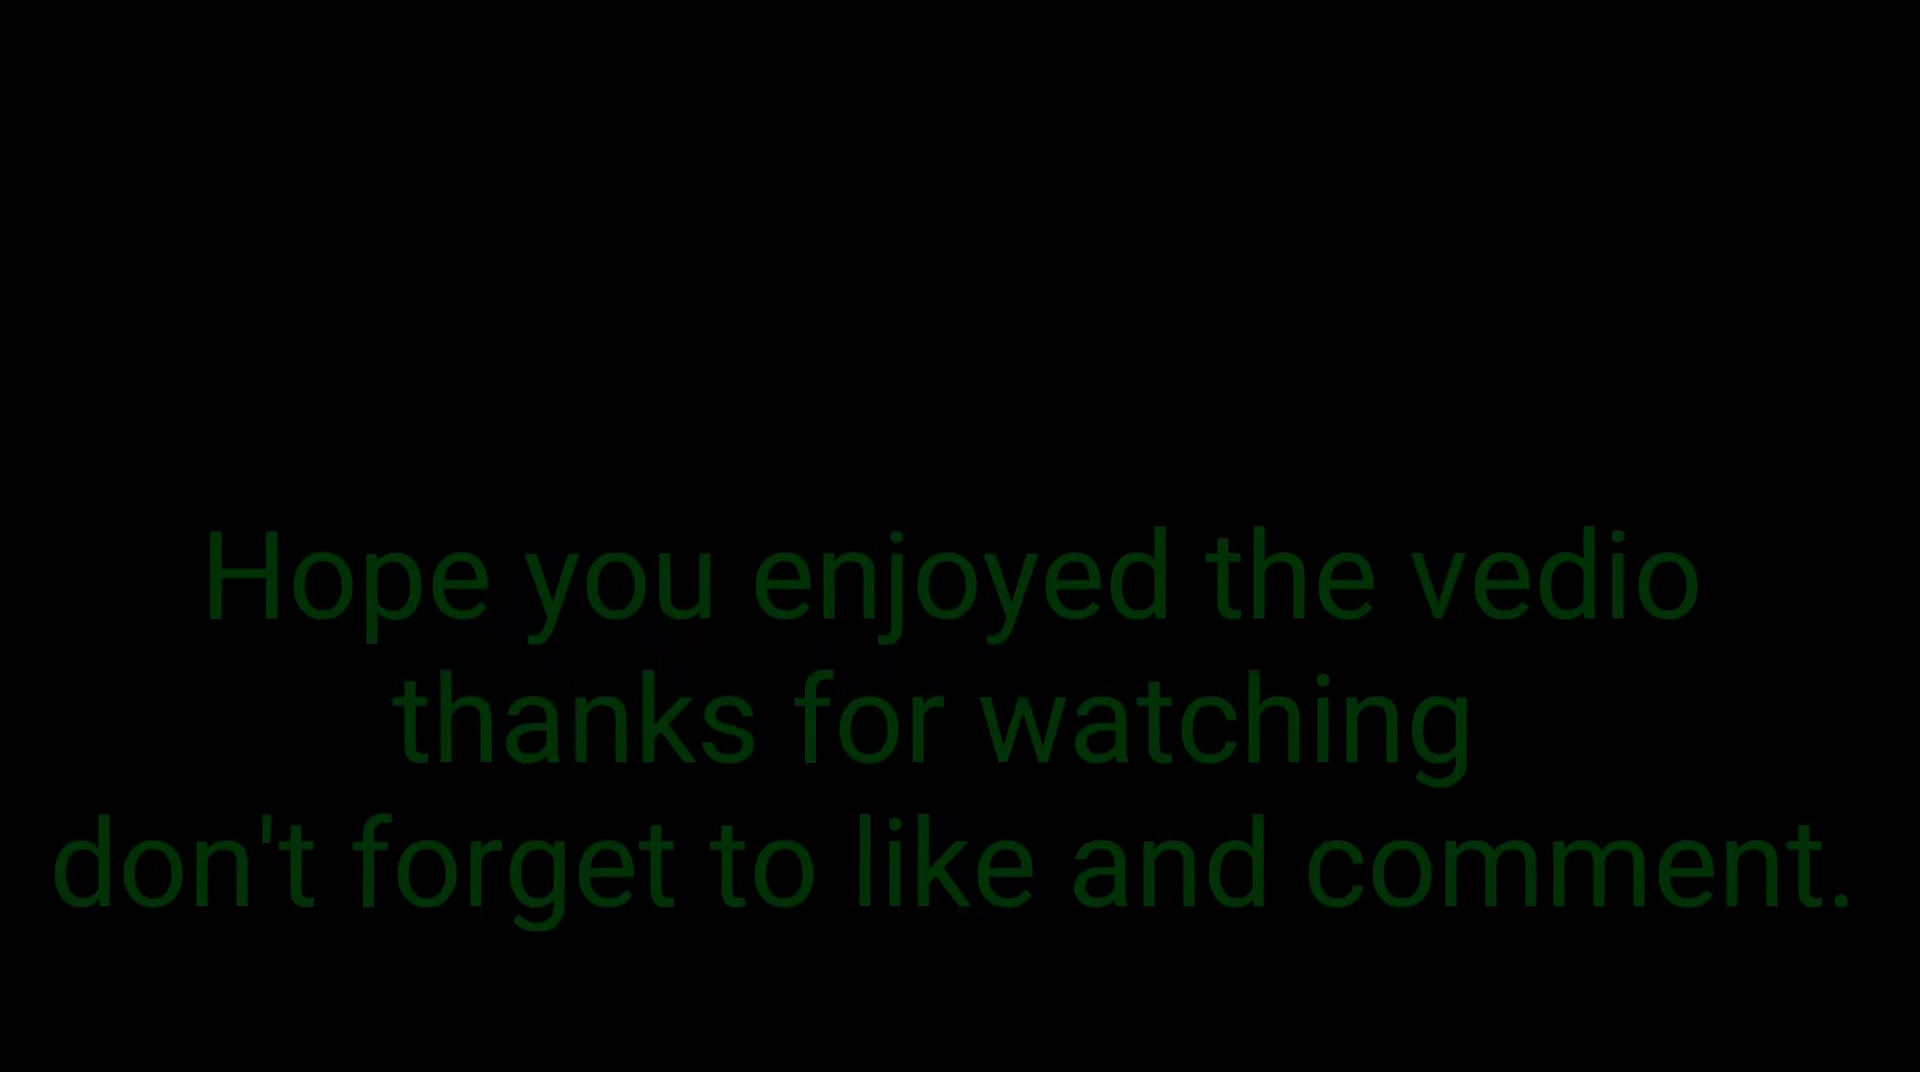 Hope you enjoyed the vedio
thanks for watching
don't forget to like and comment.